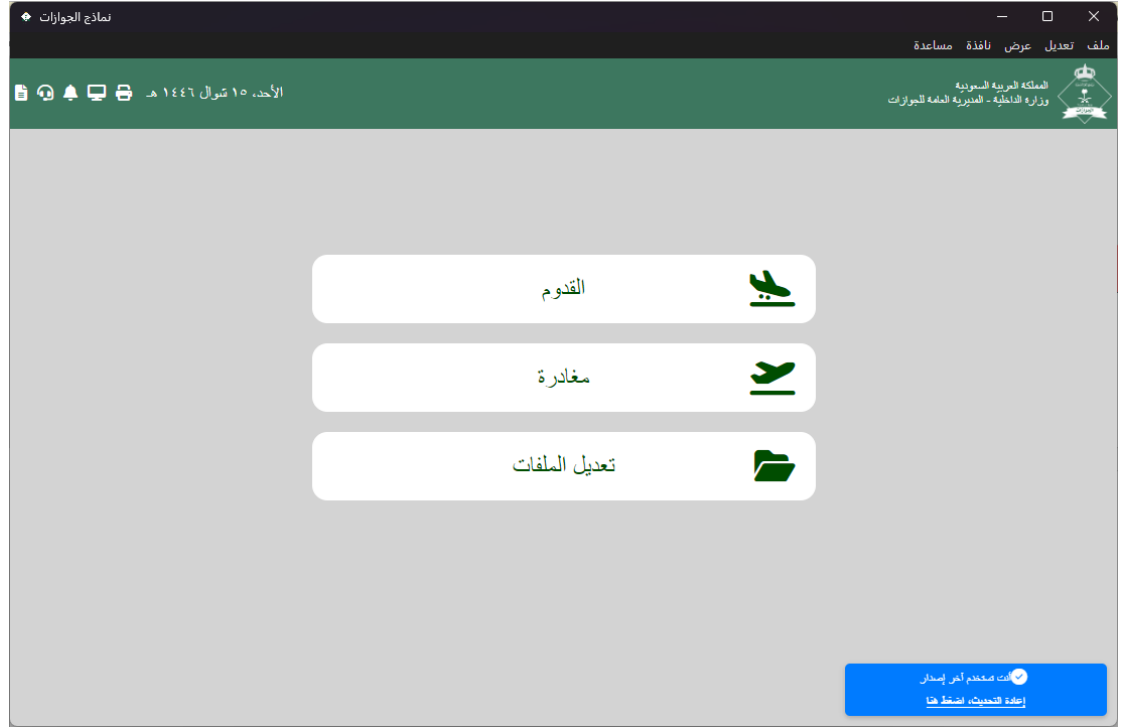 نماذج الجوازات
ملف تعديل عرض نافذة مساعدة
المملكة العربية السعودية
وزارة الداخلية - المديرية العامة للجوازات
الأحد، ١٥ شوال ١٤٤٦ هـ
القدوم
مغادرة
تعديل الملفات
أنت مستخدم آخر إصدار
إعادة التحديث، اضغط هنا